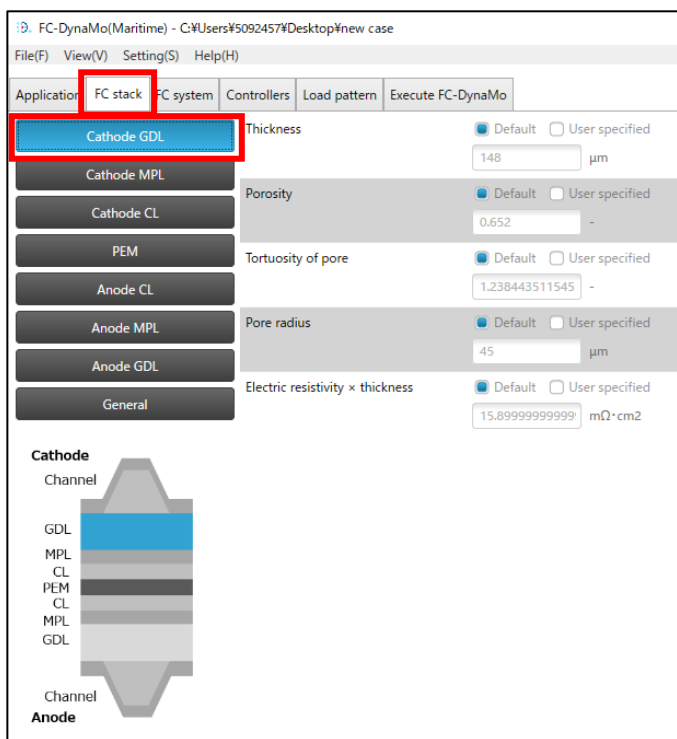 FC-DynaMo(Maritime) - C:¥Users¥5092457¥Desktop¥new case
File(F) View(V) Setting(S) Help(H)
Application FC stack FC system Controllers Load pattern Execute FC-DynaMo
Cathode GDL
Cathode MPL
Cathode CL
PEM
Anode CL
Anode MPL
Anode GDL
General
Thickness Default User specified
148 μm
Porosity Default User specified
0.652 -
Tortuosity of pore Default User specified
1.238443511545 -
Pore radius Default User specified
45 μm
Electric resistivity × thickness Default User specified
15.89999999999 mΩ·cm2
Cathode
Channel
GDL
MPL
CL
PEM
CL
MPL
GDL
Channel
Anode